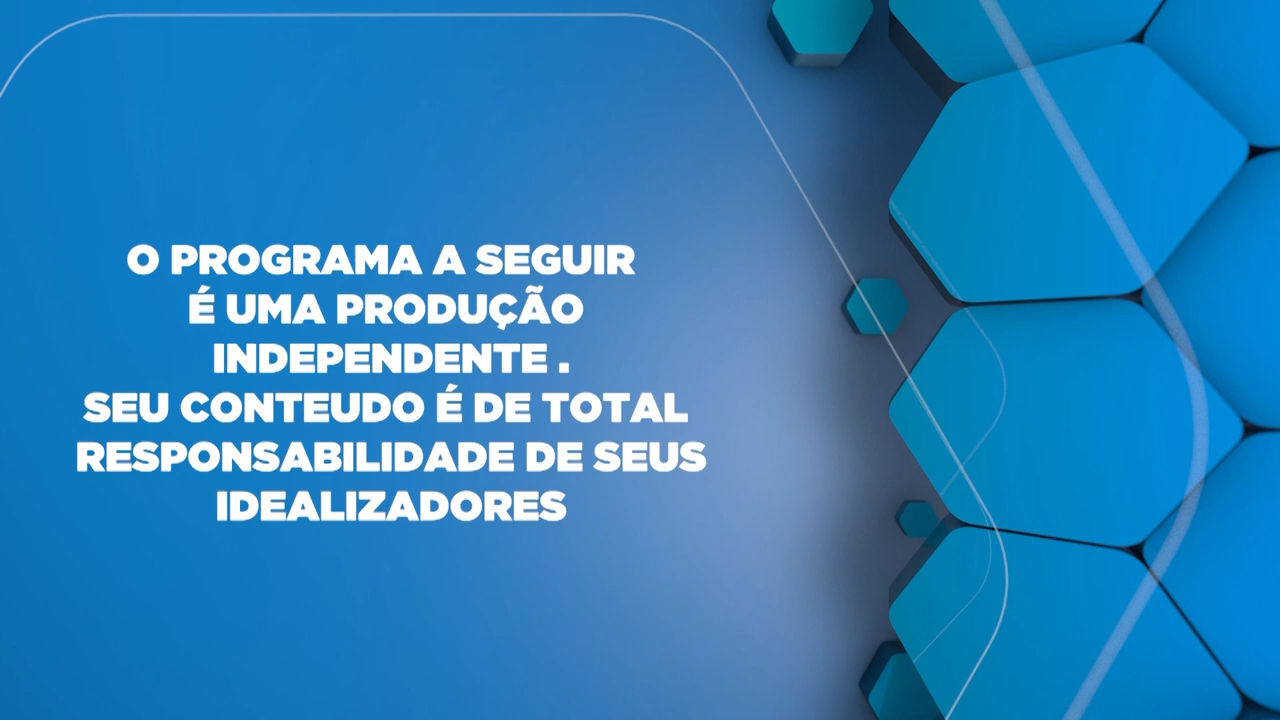 O PROGRAMA A SEGUIR
É UMA PRODUÇÃO
INDEPENDENTE .
SEU CONTEUDO É DE TOTAL
RESPONSABILIDADE DE SEUS
IDEALIZADORES